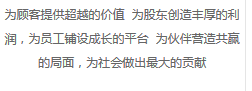 为顾客提供超越的价值 为股东创造丰厚的利
润，为员工铺设成长的平台 为伙伴营造共赢
的局面，为社会做出最大的贡献